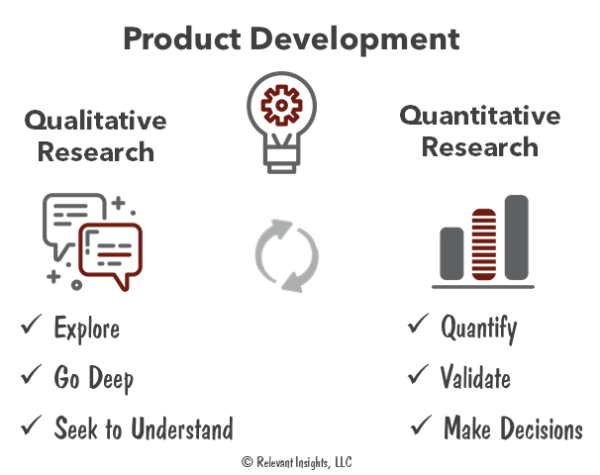 Product Development
Qualitative
Research
Quantitative
Research
✓ Explore
✓ Go Deep
✓ Seek to Understand
✓ Quantify
✓ Validate
✓ Make Decisions
© Relevant Insights, LLC